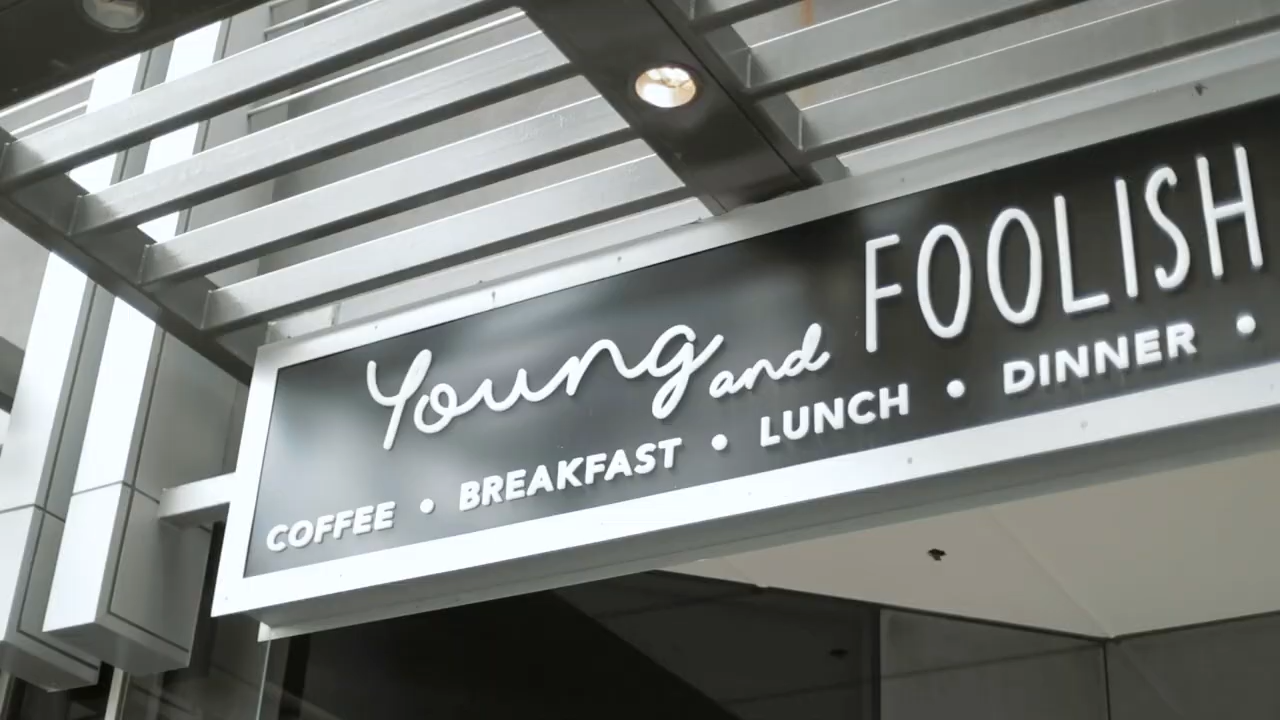 Young and FOOLISH
COFFEE • BREAKFAST • LUNCH • DINNER •